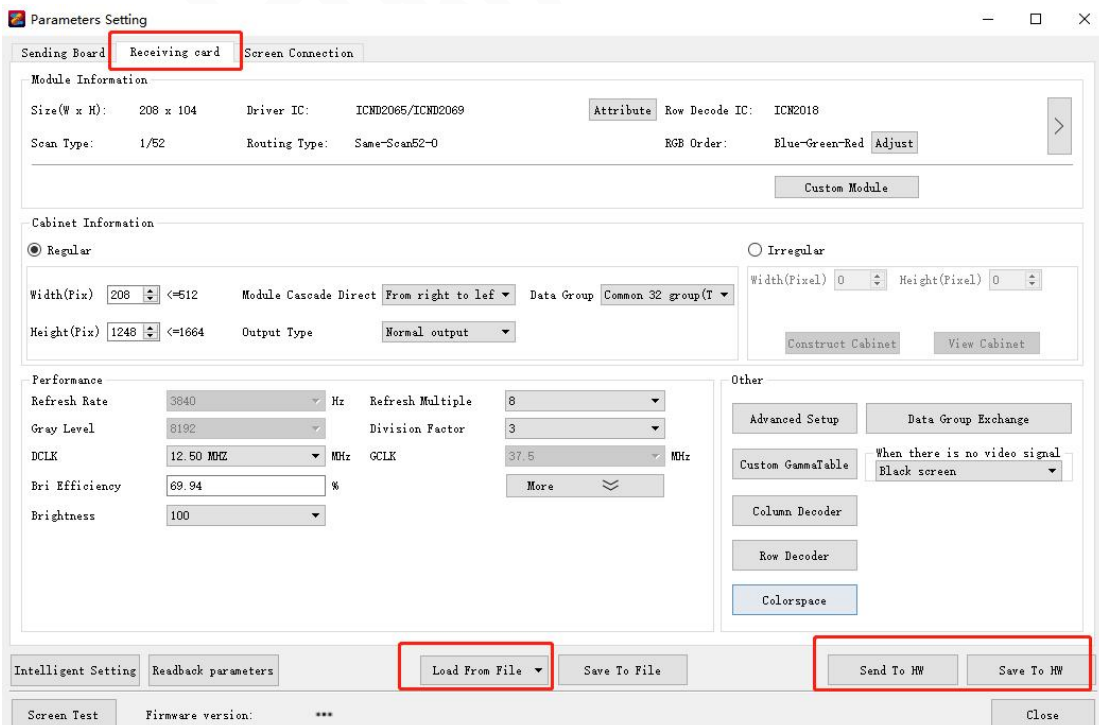 Parameters Setting
Sending Board Receiving card Screen Connection
Module Information
Size(W x H): 208 x 104 Driver IC: ICND2065/ICND2069 Attribute Row Decode IC: ICN2018
Scan Type: 1/52 Routing Type: Same-Scan52-0 RGB Order: Blue-Green-Red Adjust
>
Custom Module
Cabinet Information
Regular
Irregular
Width(Pix) 208 <=512 Module Cascade Direct From right to lef Data Group Common 32 group(T
Height(Pix) 1248 <=1664 Output Type Normal output
Width(Pixel) 0 Height(Pixel) 0
Construct Cabinet View Cabinet
Performance
Refresh Rate 3840 Hz Refresh Multiple 8
Gray Level 8192 Division Factor 3
DCLK 12.50 MHZ MHz GCLK 37.5 MHz
Bri Efficiency 69.94 % More
Brightness 100
Other
Advanced Setup Data Group Exchange
Custom GammaTable When there is no video signal
Black screen
Column Decoder
Row Decoder
Colorspace
Intelligent Setting Readback parameters Load From File Save To File Send To HW Save To HW
Screen Test Firmware version: *** Close